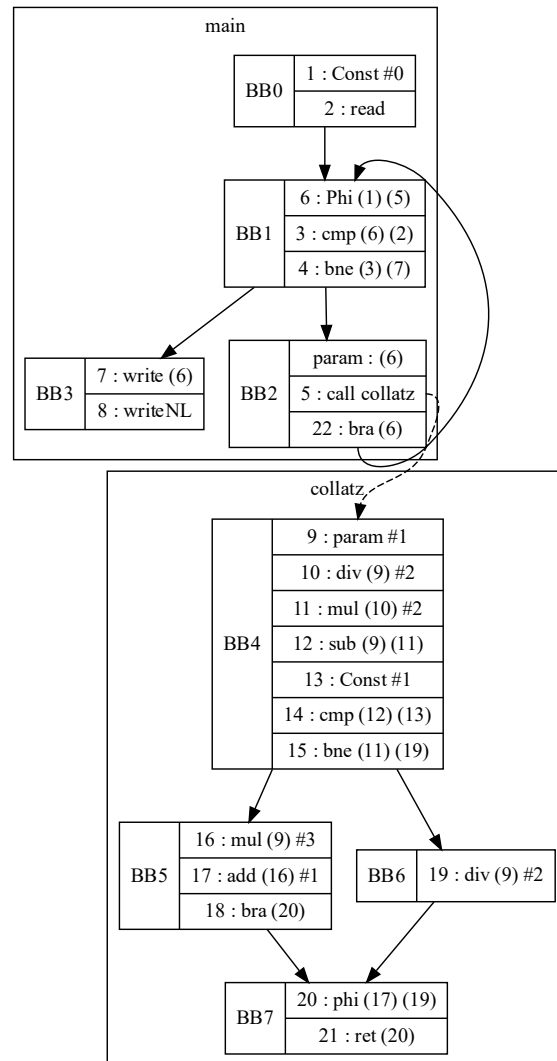 main
BB0
1 : Const #0
2 : read
BB1
6 : Phi (1) (5)
3 : cmp (6) (2)
4 : bne (3) (7)
BB3
7 : write (6)
8 : writeNL
BB2
param : (6)
5 : call collatz
22 : bra (6)
collatz
BB4
9 : param #1
10 : div (9) #2
11 : mul (10) #2
12 : sub (9) (11)
13 : Const #1
14 : cmp (12) (13)
15 : bne (11) (19)
BB5
16 : mul (9) #3
17 : add (16) #1
18 : bra (20)
BB6
19 : div (9) #2
BB7
20 : phi (17) (19)
21 : ret (20)